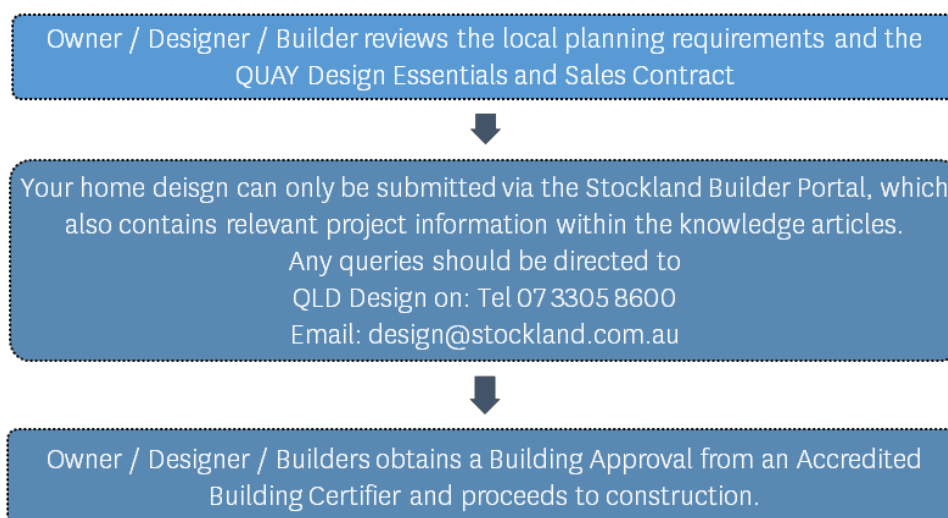 Owner / Designer / Builder reviews the local planning requirements and the
QUAY Design Essentials and Sales Contract
Your home deisgn can only be submitted via the Stockland Builder Portal, which
also contains relevant project information within the knowledge articles.
Any queries should be directed to
QLD Design on: Tel 07 3305 8600
Email: design@stockland.com.au
Owner / Designer / Builders obtains a Building Approval from an Accredited
Building Certifier and proceeds to construction.